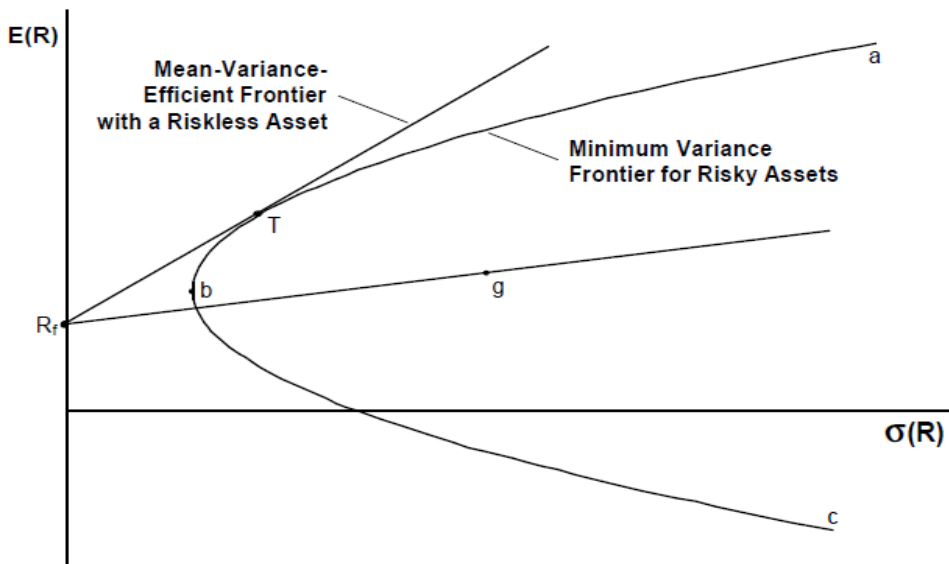 E(R)
Mean-Variance-
Efficient Frontier
with a Riskless Asset
a
Minimum Variance
Frontier for Risky Assets
T
b
g
Rf
σ(R)
c